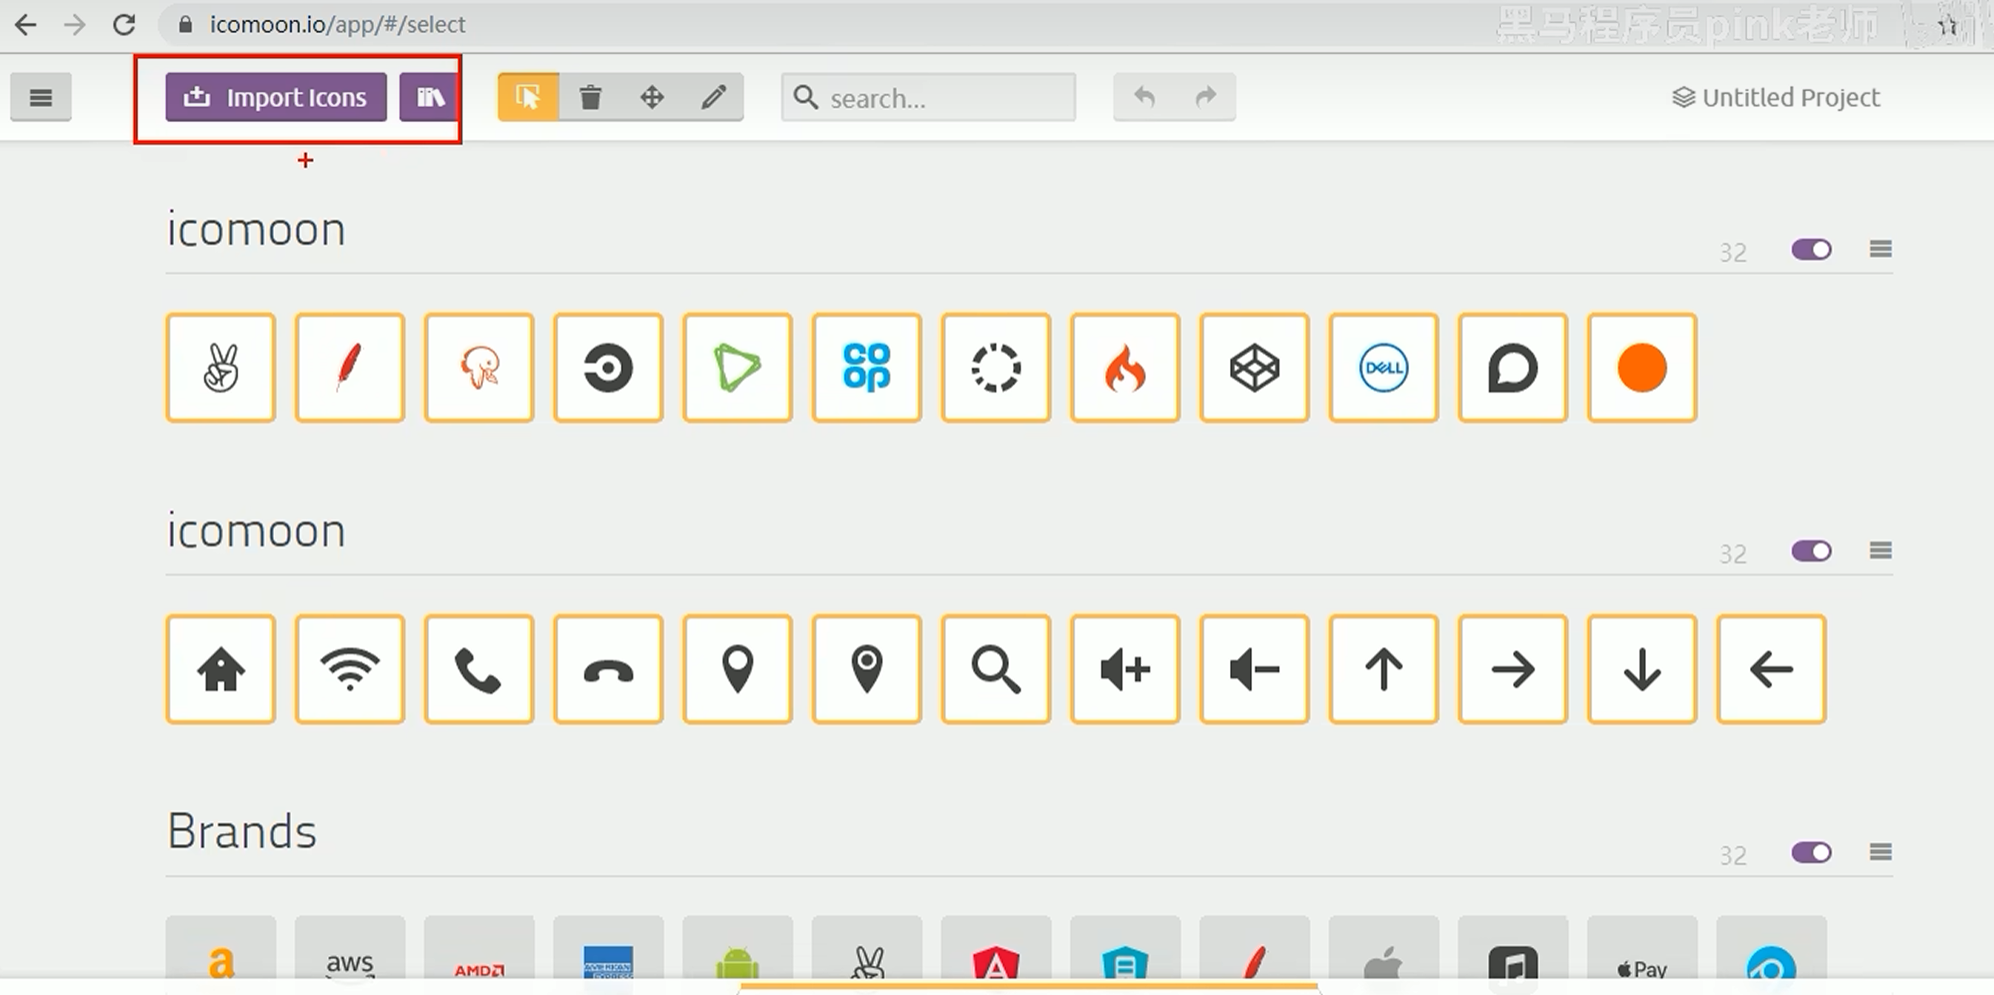 icomoon.io/app/#/select
黑马程序员pink老师
Import Icons
search...
Untitled Project
icomoon
32
CO
OP
DELL
icomoon
32
Brands
32
a
aws
AMD
AMERICAN
EXPRESS
A
Pay